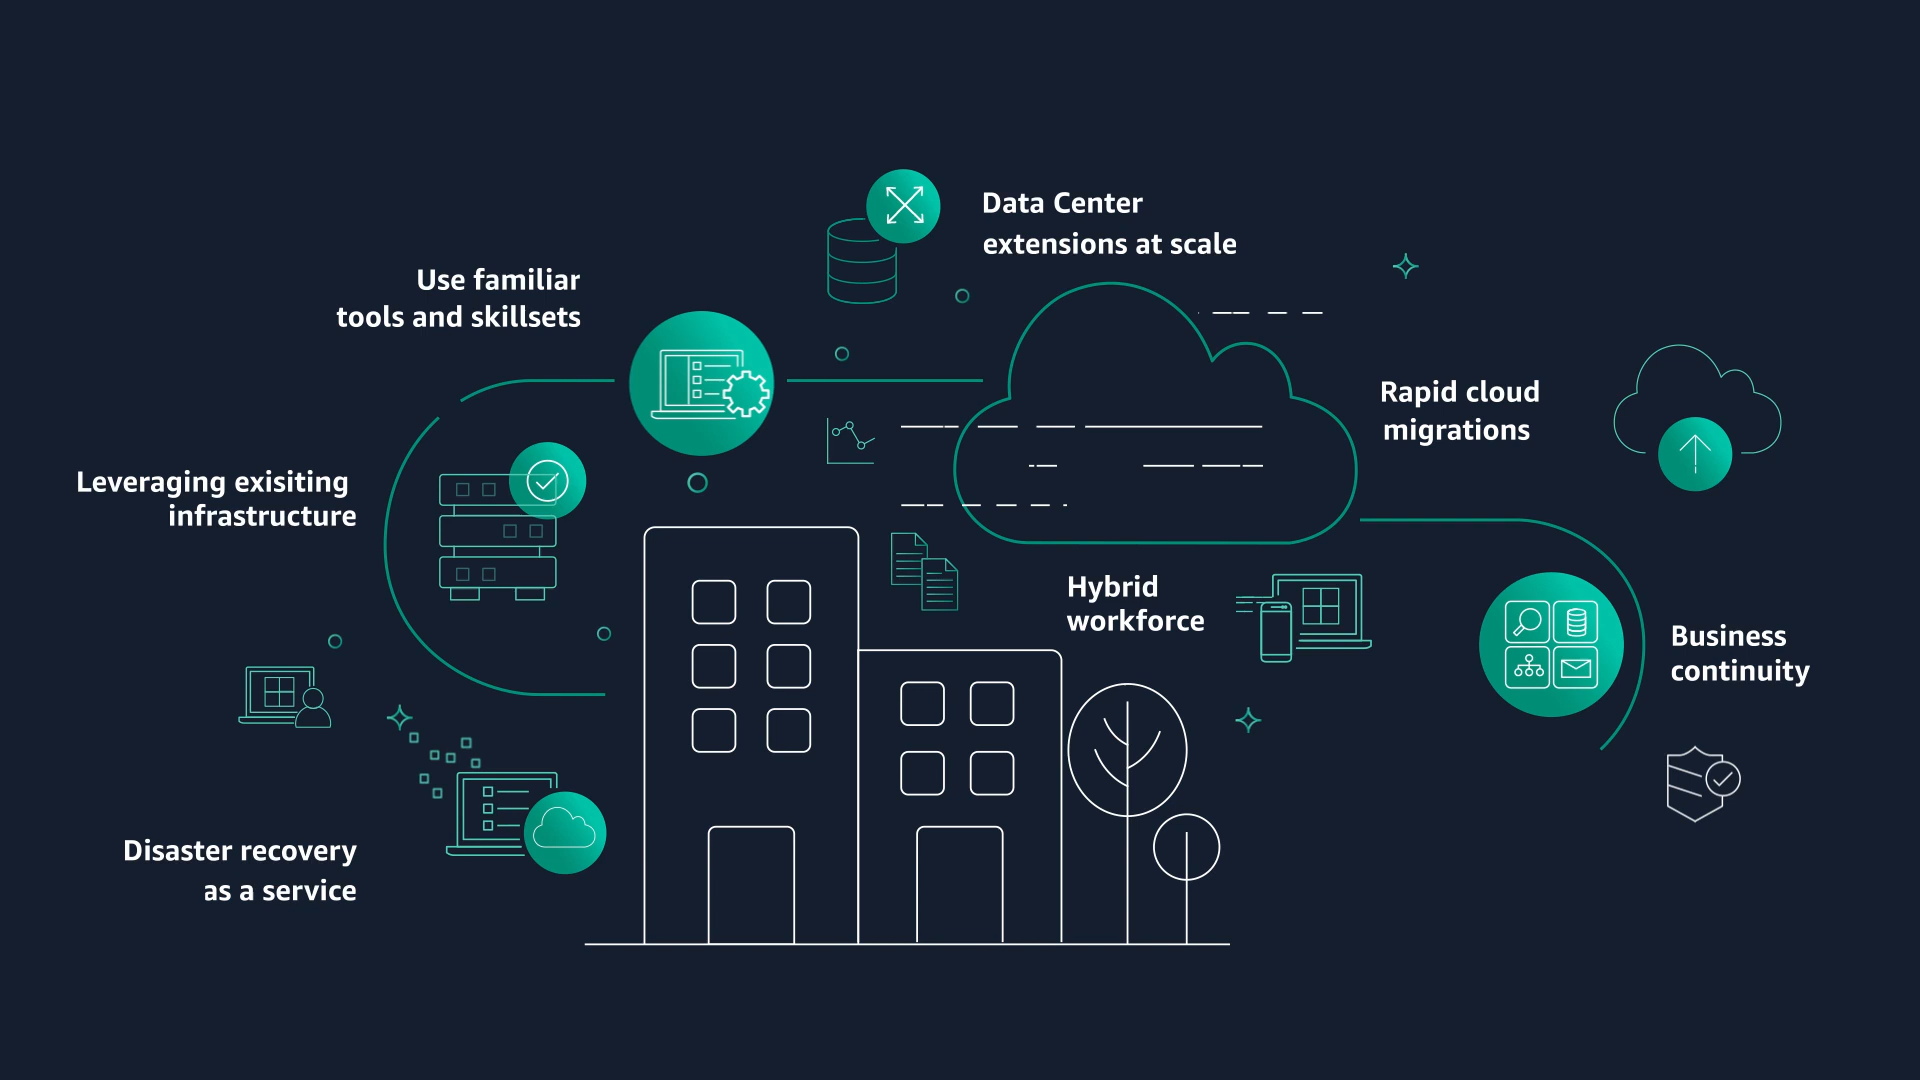 Data Center
extensions at scale
Use familiar
tools and skillsets
Rapid cloud
migrations
Leveraging exisiting
infrastructure
Hybrid
workforce
Business
continuity
Disaster recovery
as a service